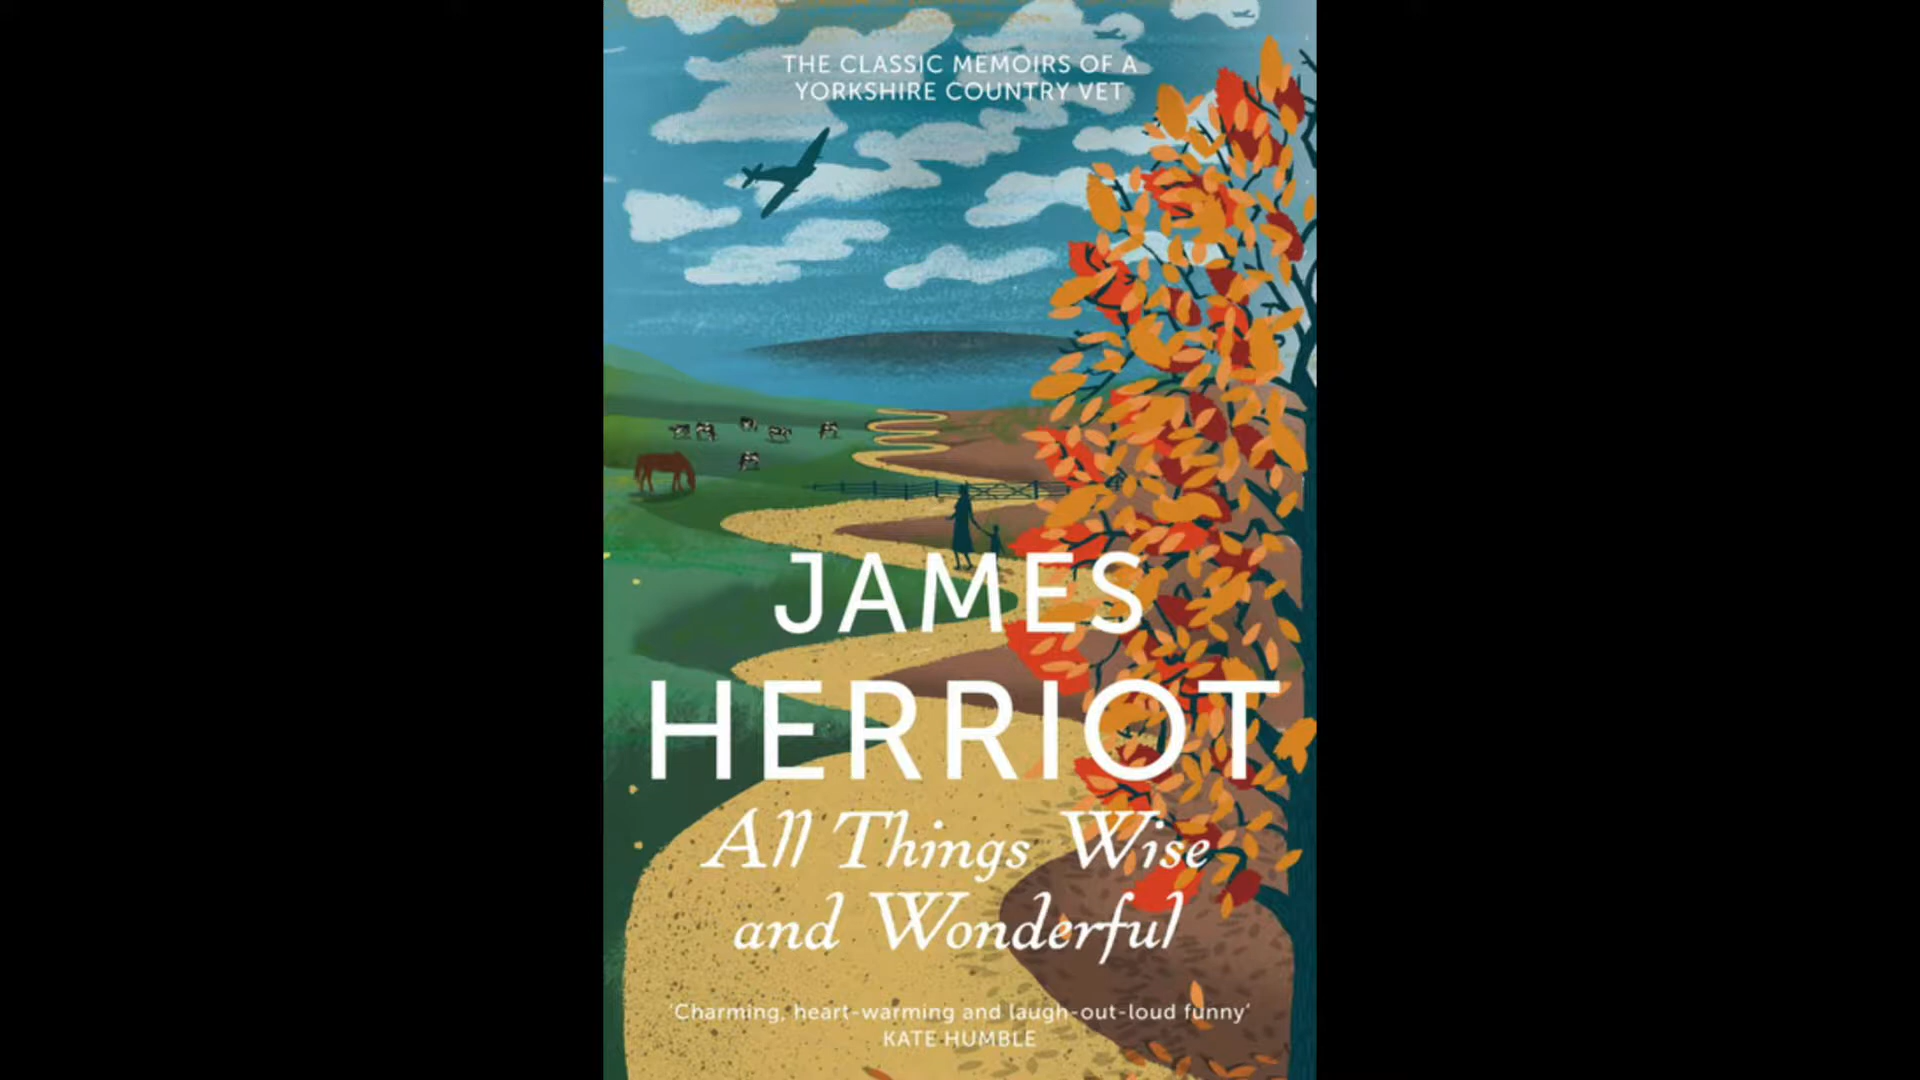 THE CLASSIC MEMOIRS OF A
YORKSHIRE COUNTRY VET
JAMES
HERRIOT
All Things Wise
and Wonderful
'Charming, heart-warming and laugh-out-loud funny'
KATE HUMBLE